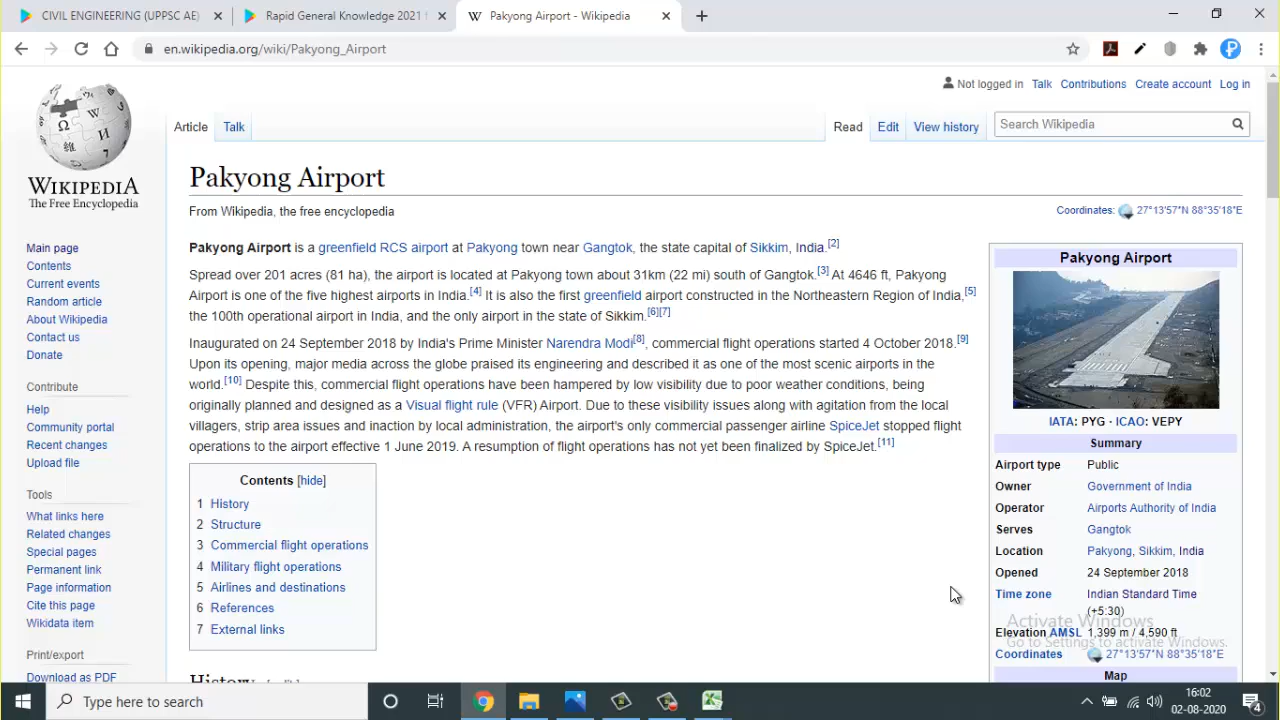 CIVIL ENGINEERING (UPPSC AE)
Rapid General Knowledge 2021 f
Pakyong Airport - Wikipedia
en.wikipedia.org/wiki/Pakyong_Airport
Not logged in Talk Contributions Create account Log in
Article Talk Read Edit View history Search Wikipedia
WIKIPEDIA
The Free Encyclopedia
Main page
Contents
Current events
Random article
About Wikipedia
Contact us
Donate
Contribute
Help
Community portal
Recent changes
Upload file
Tools
What links here
Related changes
Special pages
Permanent link
Page information
Cite this page
Wikidata item
Print/export
Download as PDF
Pakyong Airport
From Wikipedia, the free encyclopedia
Coordinates: 27°13′57″N 88°35′18″E
Pakyong Airport is a greenfield RCS airport at Pakyong town near Gangtok, the state capital of Sikkim, India.[2]
Spread over 201 acres (81 ha), the airport is located at Pakyong town about 31km (22 mi) south of Gangtok.[3] At 4646 ft, Pakyong
Airport is one of the five highest airports in India.[4] It is also the first greenfield airport constructed in the Northeastern Region of India,[5]
the 100th operational airport in India, and the only airport in the state of Sikkim.[6][7]
Inaugurated on 24 September 2018 by India's Prime Minister Narendra Modi[8], commercial flight operations started 4 October 2018.[9]
Upon its opening, major media across the globe praised its engineering and described it as one of the most scenic airports in the
world.[10] Despite this, commercial flight operations have been hampered by low visibility due to poor weather conditions, being
originally planned and designed as a Visual flight rule (VFR) Airport. Due to these visibility issues along with agitation from the local
villagers, strip area issues and inaction by local administration, the airport's only commercial passenger airline SpiceJet stopped flight
operations to the airport effective 1 June 2019. A resumption of flight operations has not yet been finalized by SpiceJet.[11]
Contents [hide]
1 History
2 Structure
3 Commercial flight operations
4 Military flight operations
5 Airlines and destinations
6 References
7 External links
Pakyong Airport
IATA: PYG · ICAO: VEPY
Summary
Airport type Public
Owner Government of India
Operator Airports Authority of India
Serves Gangtok
Location Pakyong, Sikkim, India
Opened 24 September 2018
Time zone Indian Standard Time
(+5:30)
Elevation AMSL 1,399 m / 4,590 ft
Coordinates 27°13′57″N 88°35′18″E
Map
Activate Windows
Go to Settings to activate Windows.
History
Type here to search
16:02
02-08-2020
4